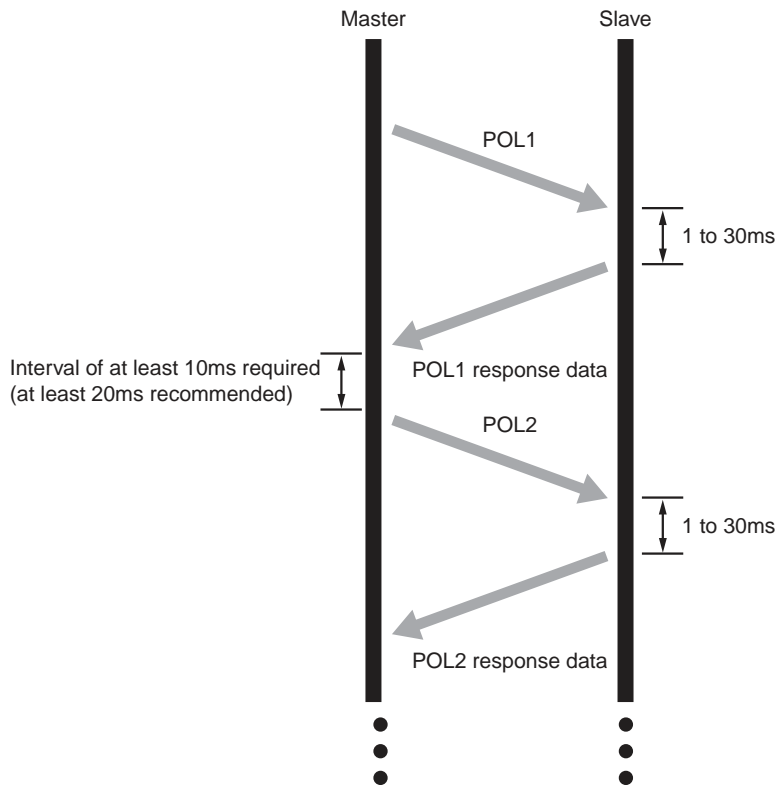 Master
Slave
POL1
1 to 30ms
POL1 response data
Interval of at least 10ms required
(at least 20ms recommended)
POL2
1 to 30ms
POL2 response data